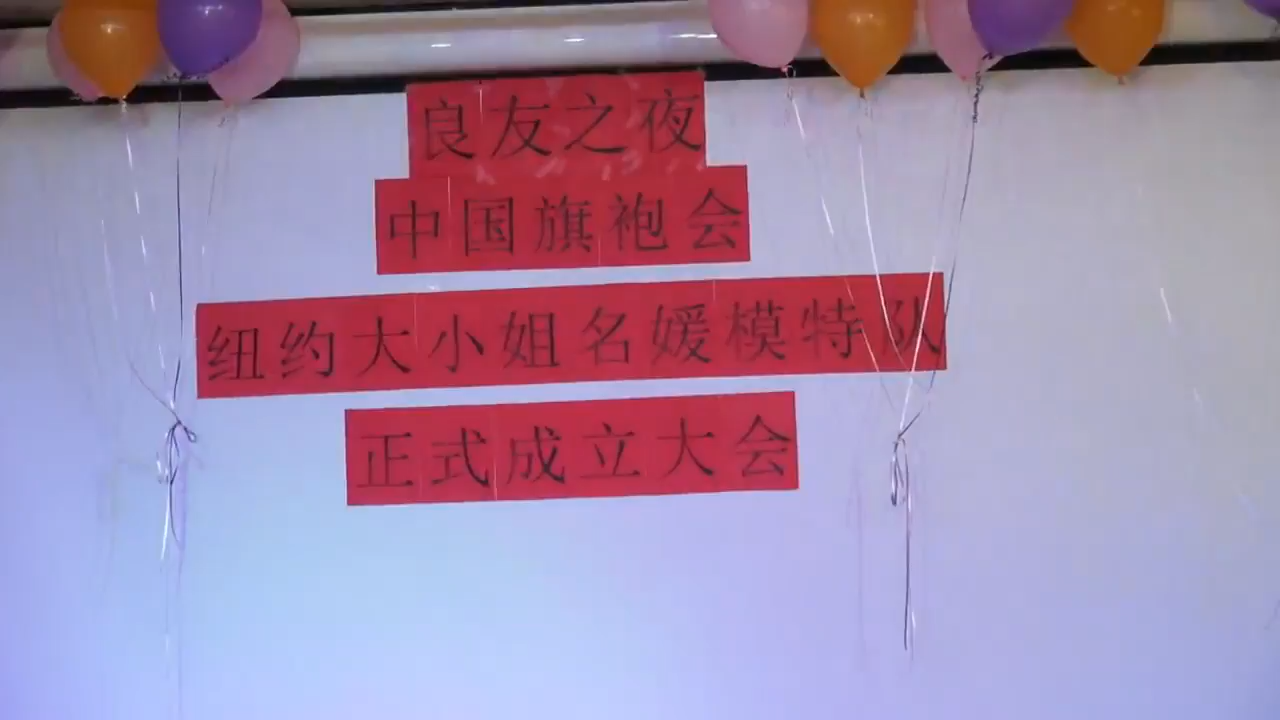 良友之夜
中国旗袍会
纽约大小姐名媛模特队
正式成立大会